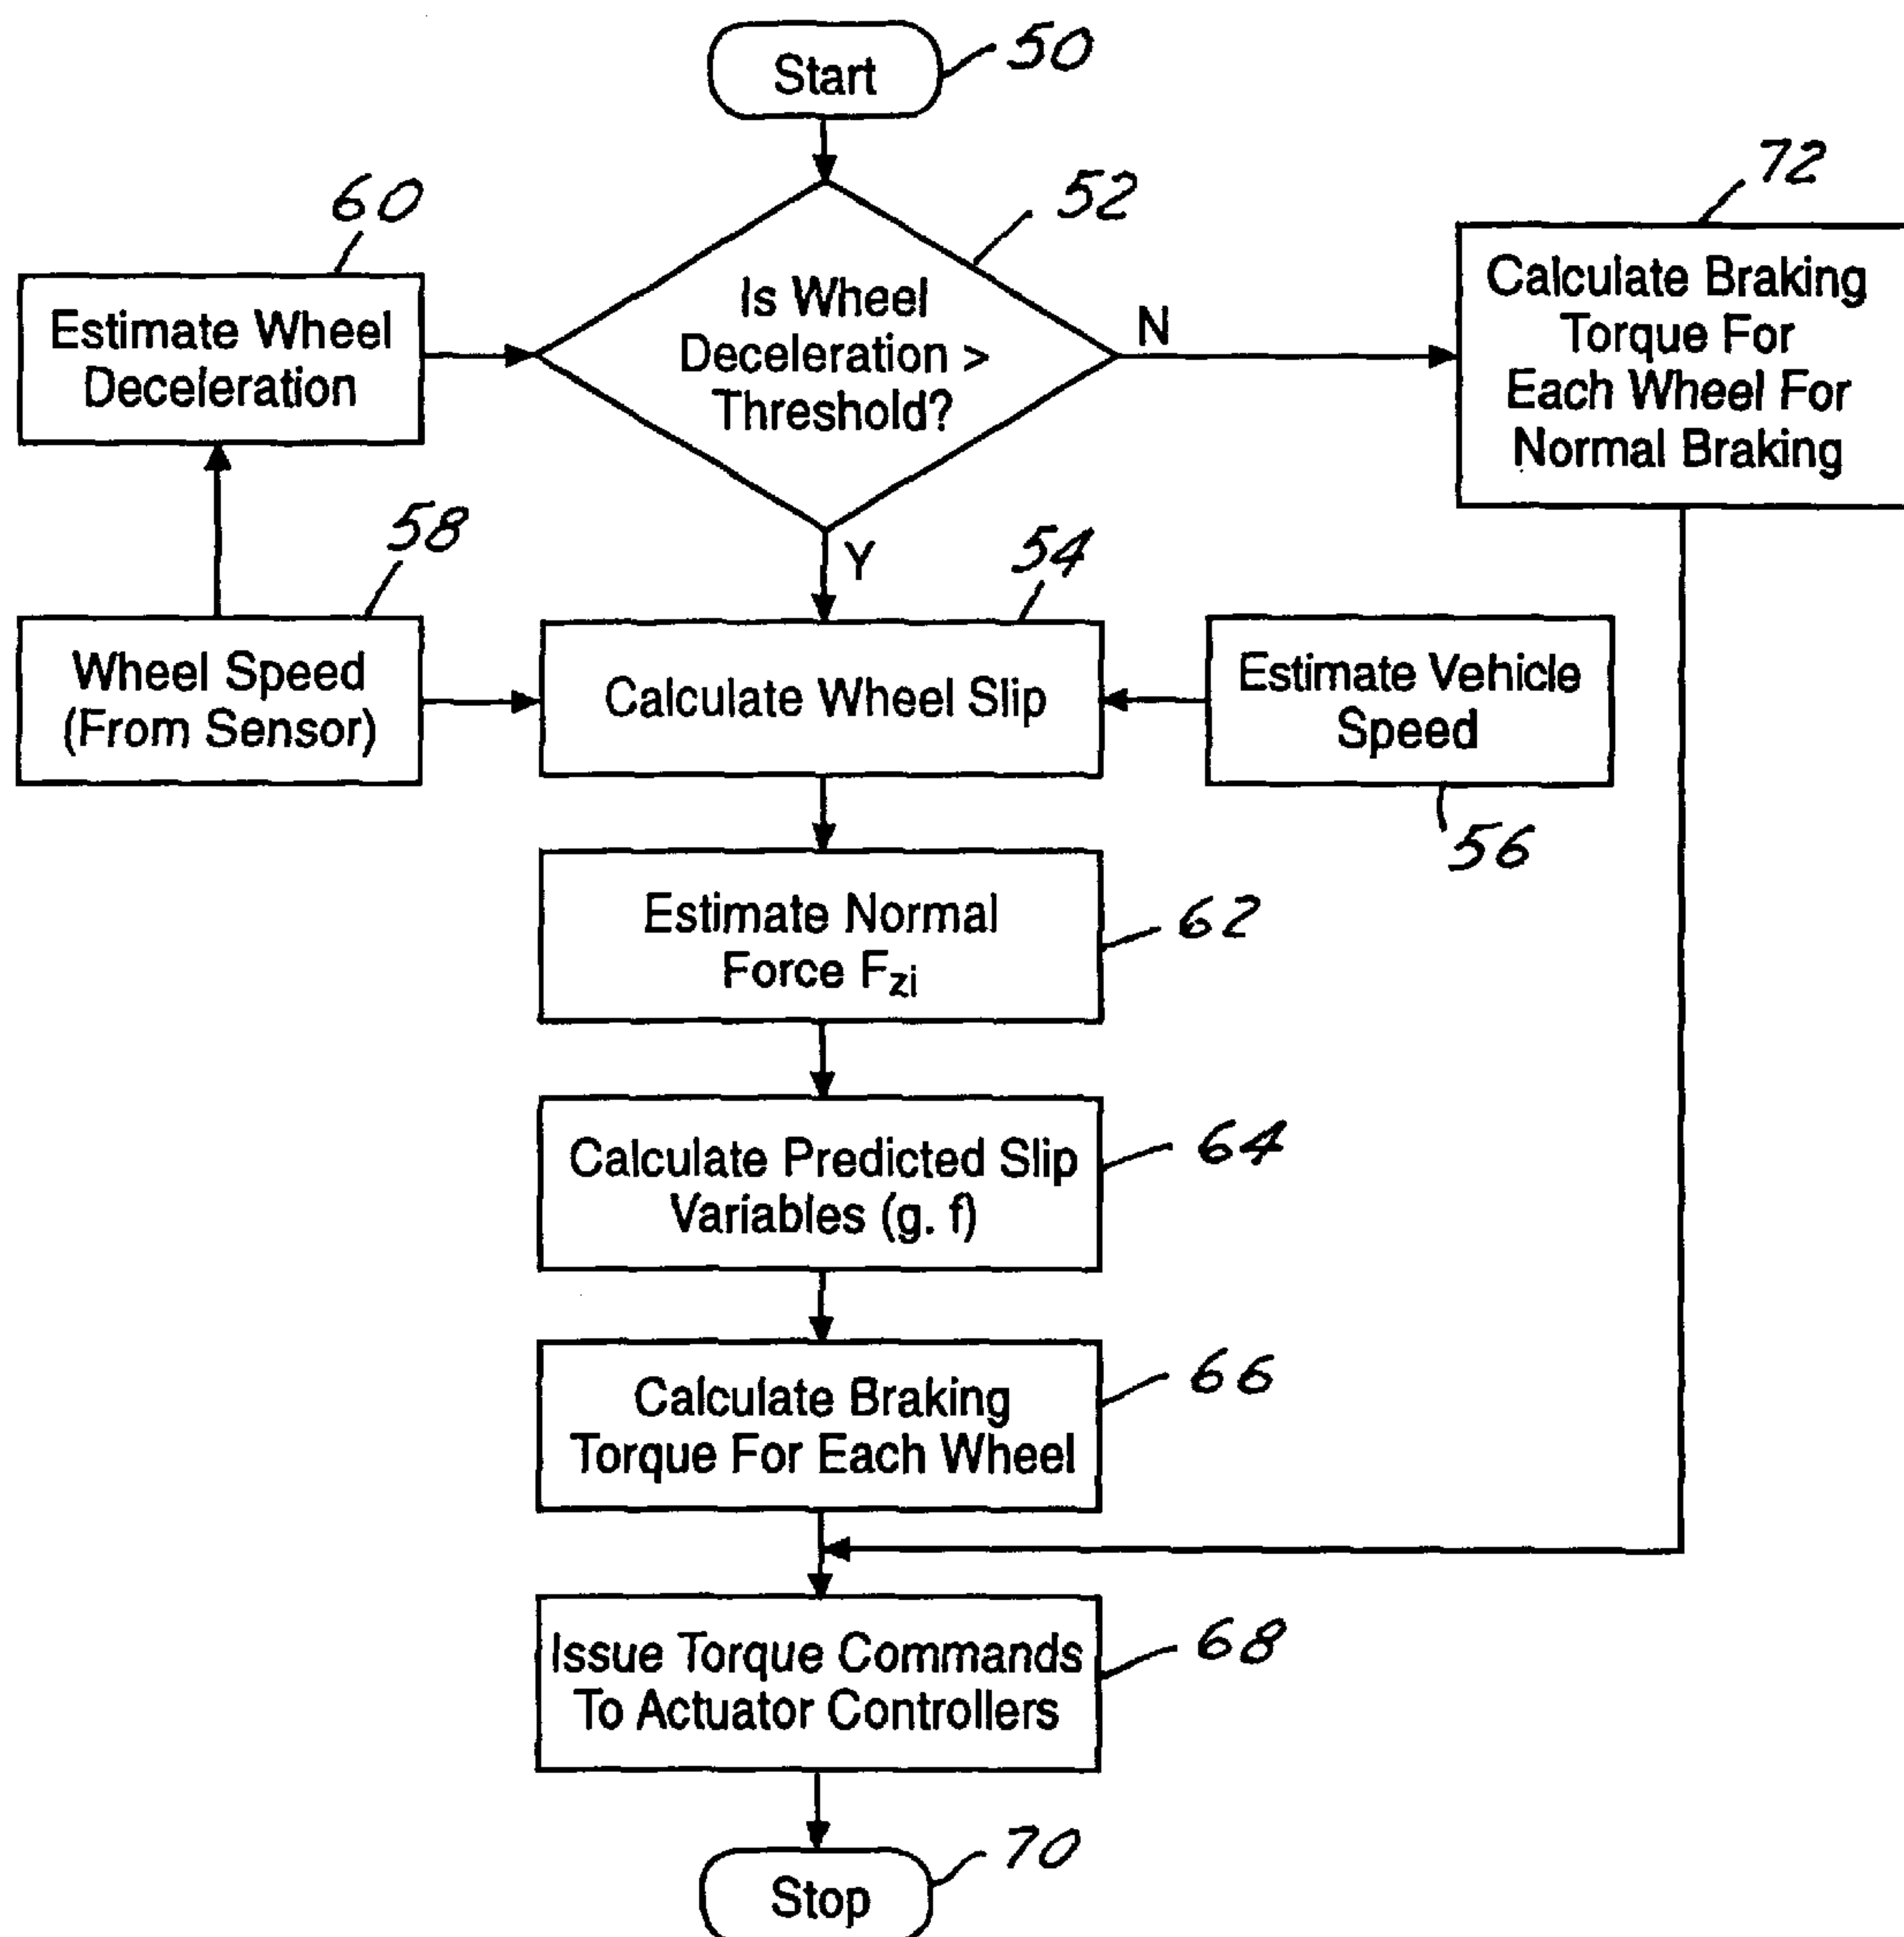 Start
50
60
52
72
Estimate Wheel
Deceleration
Is Wheel
Deceleration >
Threshold?
N
Calculate Braking
Torque For
Each Wheel For
Normal Braking
58
Y
54
Wheel Speed
(From Sensor)
Calculate Wheel Slip
Estimate Vehicle
Speed
56
Estimate Normal
Force Fzi
62
Calculate Predicted Slip
Variables (g. f)
64
Calculate Braking
Torque For Each Wheel
66
Issue Torque Commands
To Actuator Controllers
68
Stop
70